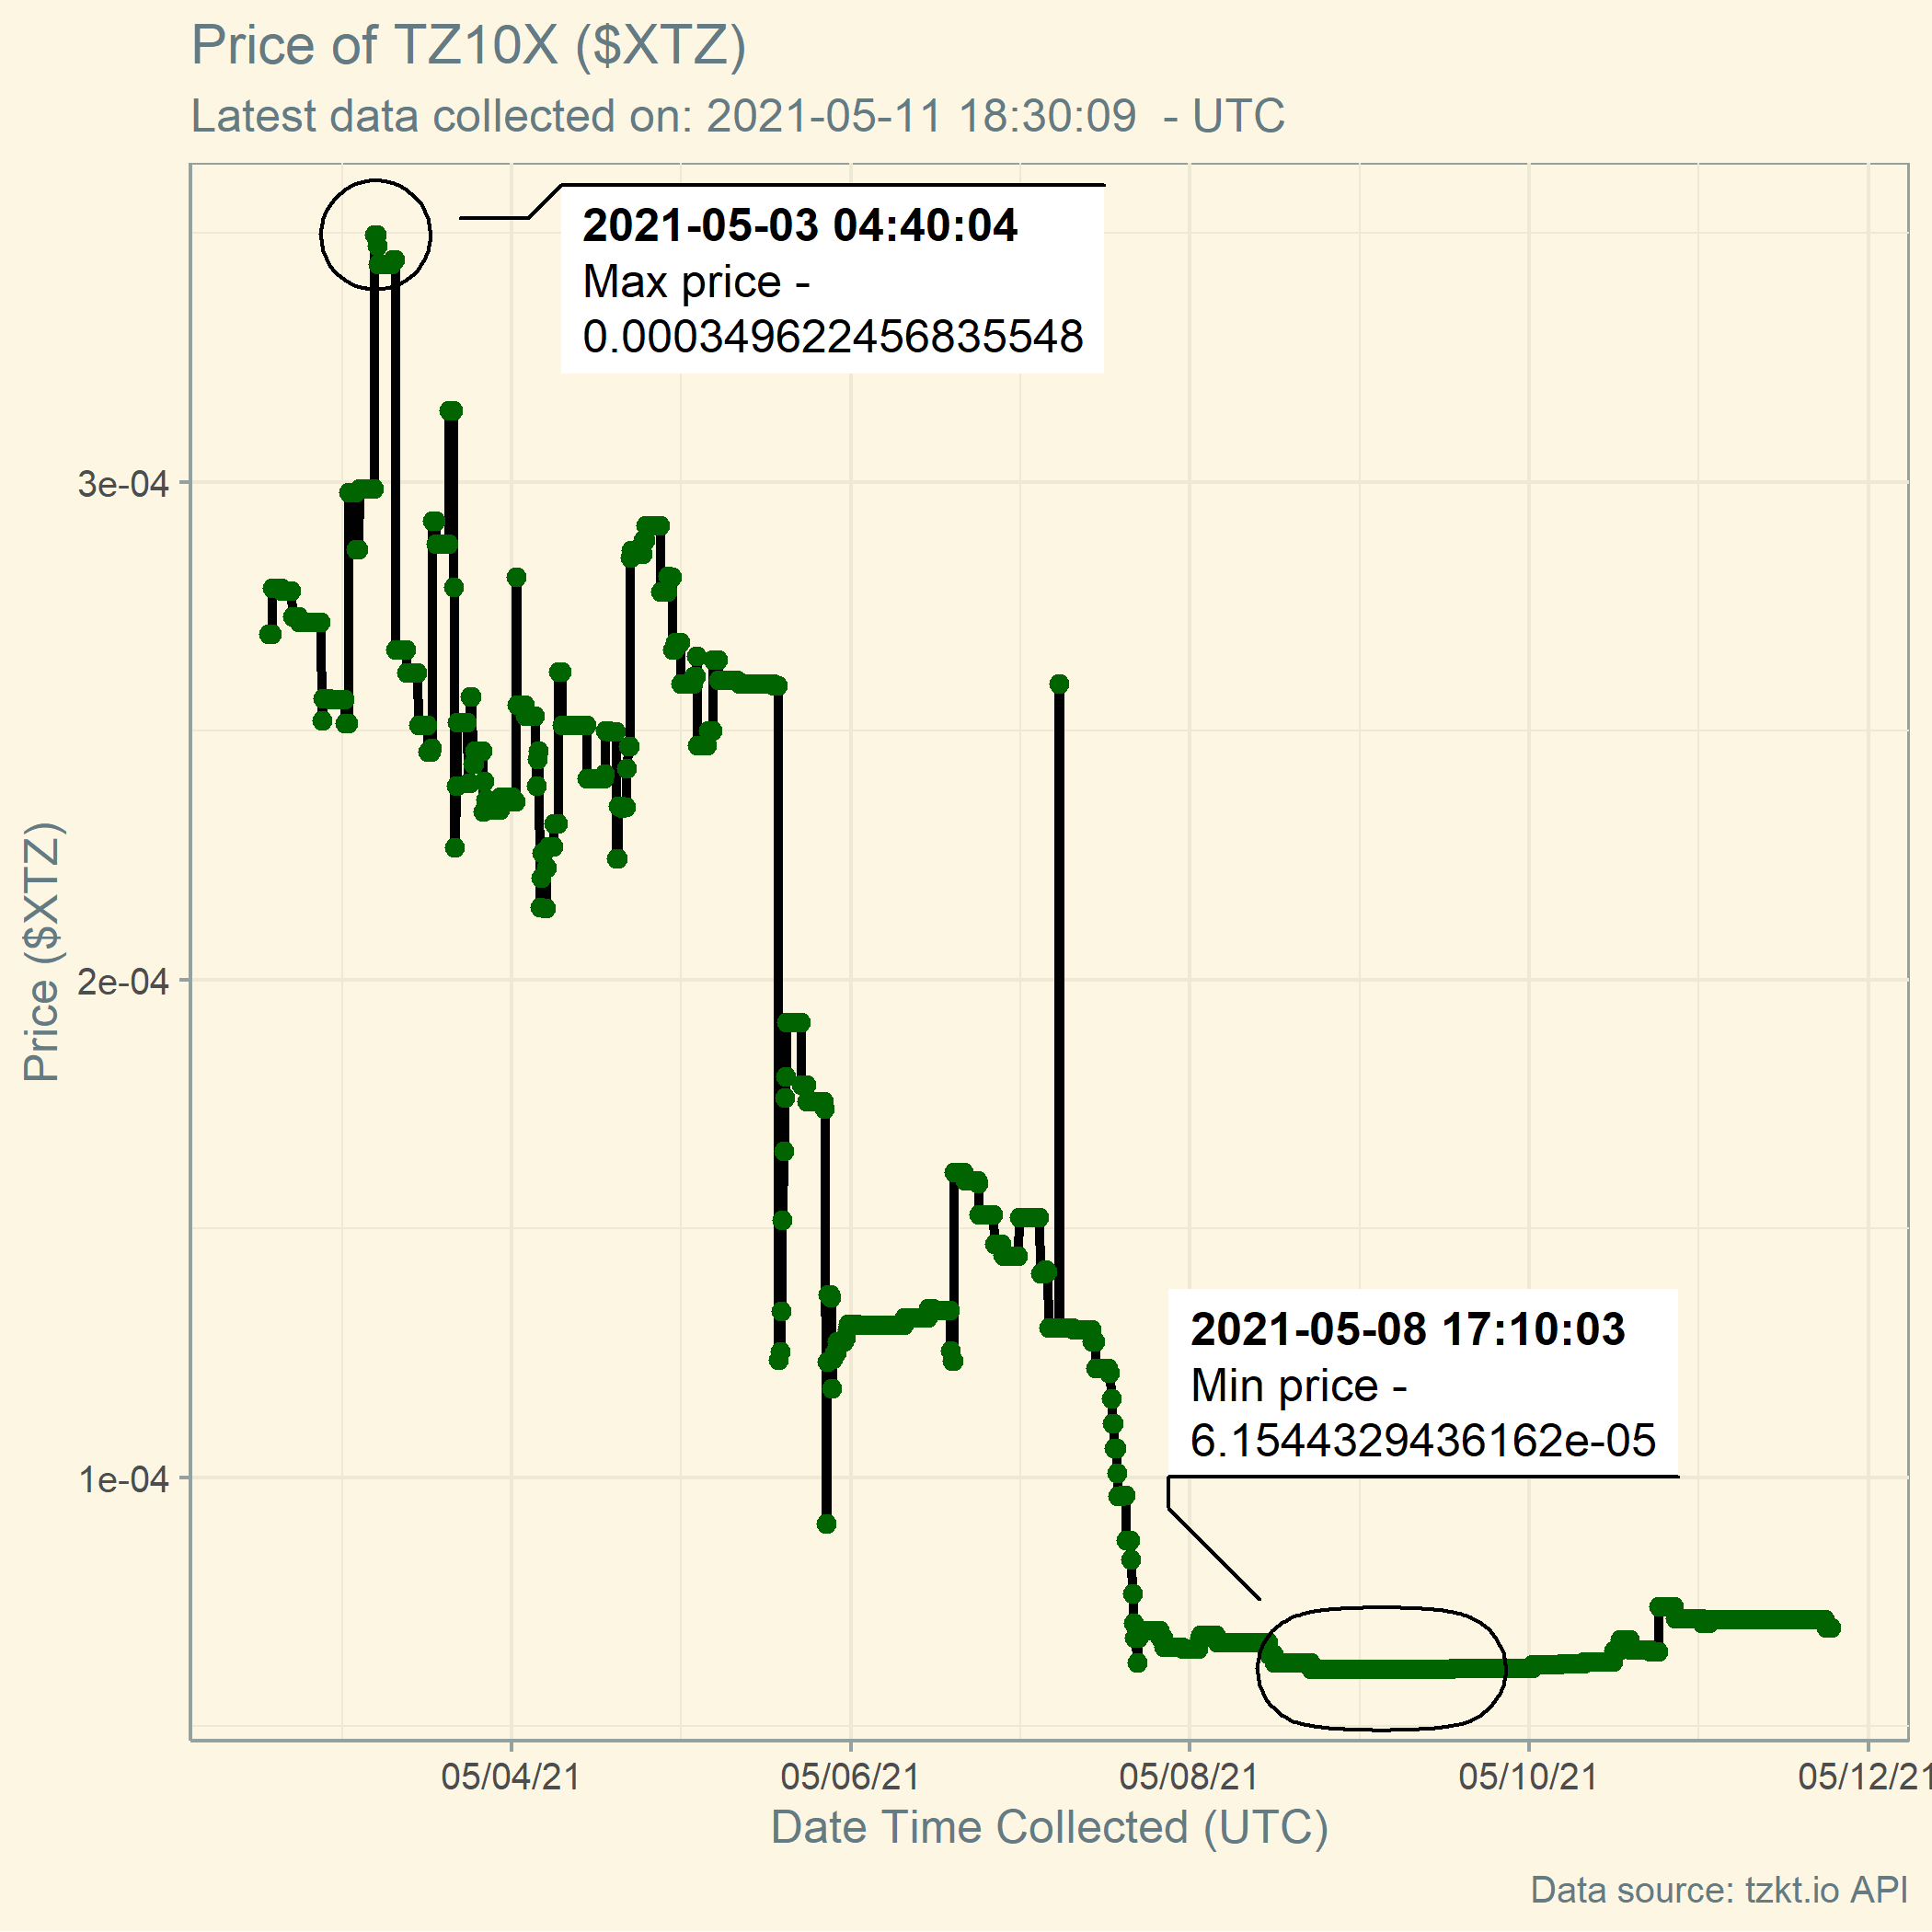 Price of TZ10X ($XTZ)
Latest data collected on: 2021-05-11 18:30:09  - UTC
2021-05-03 04:40:04
Max price -
0.000349622456835548
3e-04
2e-04
1e-04
Price ($XTZ)
2021-05-08 17:10:03
Min price -
6.1544329436162e-05
05/04/21
05/06/21
05/08/21
05/10/21
05/12/21
Date Time Collected (UTC)
Data source: tzkt.io API